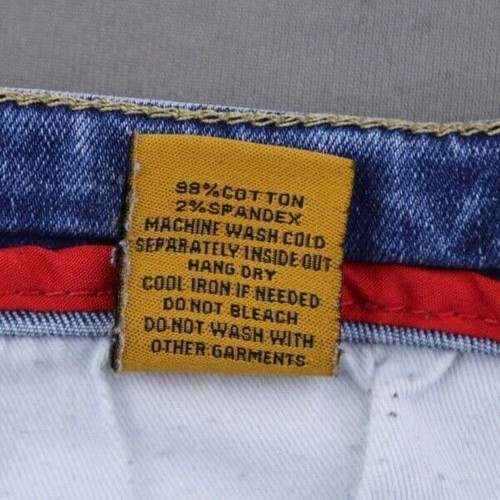 98%COTTON
2%SPANDEX
MACHINE WASH COLD
SEPARATELY INSIDE OUT
HANG DRY
COOL IRON IF NEEDED
DO NOT BLEACH
DO NOT WASH WITH
OTHER GARMENTS.